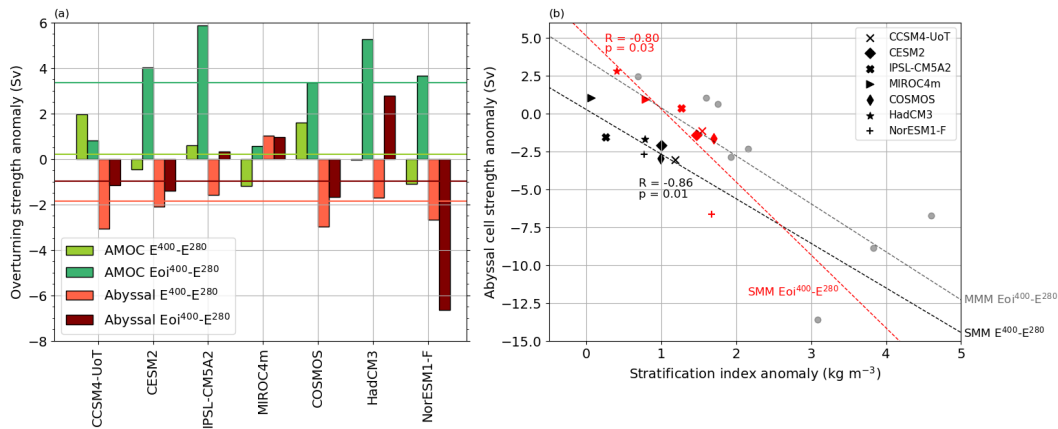 (a)
Overturning strength anomaly (Sv)
6
4
2
0
−2
−4
−6
−8
AMOC E⁴⁰⁰-E²⁸⁰
AMOC Eoi⁴⁰⁰-E²⁸⁰
Abyssal E⁴⁰⁰-E²⁸⁰
Abyssal Eoi⁴⁰⁰-E²⁸⁰
CCSM4-UoT
CESM2
IPSL-CM5A2
MIROC4m
COSMOS
HadCM3
NorESM1-F
(b)
Abyssal cell strength anomaly (Sv)
5.0
2.5
0.0
−2.5
−5.0
−7.5
−10.0
−12.5
−15.0
R = -0.80
p = 0.03
R = -0.86
p = 0.01
CCSM4-UoT
CESM2
IPSL-CM5A2
MIROC4m
COSMOS
HadCM3
NorESM1-F
SMM Eoi⁴⁰⁰-E²⁸⁰
MMM Eoi⁴⁰⁰-E²⁸⁰
SMM E⁴⁰⁰-E²⁸⁰
0 1 2 3 4 5
Stratification index anomaly (kg m⁻³)